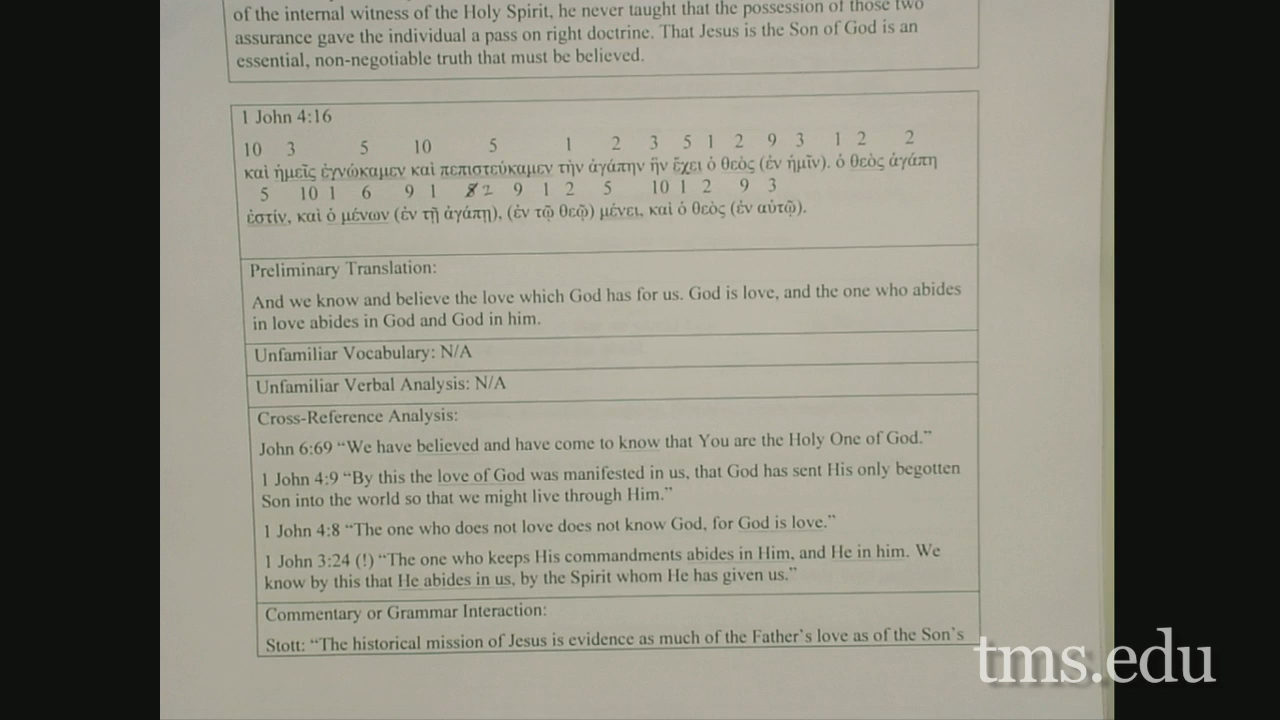 of the internal witness of the Holy Spirit, he never taught that the possession of those two
assurance gave the individual a pass on right doctrine. That Jesus is the Son of God is an
essential, non-negotiable truth that must be believed.
1 John 4:16
10 3 5 10 5 1 2 3 5 1 2 9 3 1 2 2
καὶ ἡμεῖς ἐγνώκαμεν καὶ πεπιστεύκαμεν τὴν ἀγάπην ἣν ἔχει ὁ θεὸς (ἐν ἡμῖν). ὁ θεὸς ἀγάπη
5 10 1 6 9 1 8 2 9 1 2 5 10 1 2 9 3
ἐστίν, καὶ ὁ μένων (ἐν τῇ ἀγάπῃ), (ἐν τῷ θεῷ) μένει, καὶ ὁ θεὸς (ἐν αὐτῷ).
Preliminary Translation:
And we know and believe the love which God has for us. God is love, and the one who abides
in love abides in God and God in him.
Unfamiliar Vocabulary: N/A
Unfamiliar Verbal Analysis: N/A
Cross-Reference Analysis:
John 6:69 “We have believed and have come to know that You are the Holy One of God.”
1 John 4:9 “By this the love of God was manifested in us, that God has sent His only begotten
Son into the world so that we might live through Him.”
1 John 4:8 “The one who does not love does not know God, for God is love.”
1 John 3:24 (!) “The one who keeps His commandments abides in Him, and He in him. We
know by this that He abides in us, by the Spirit whom He has given us.”
Commentary or Grammar Interaction:
Stott: “The historical mission of Jesus is evidence as much of the Father’s love as of the Son’s
tms.edu